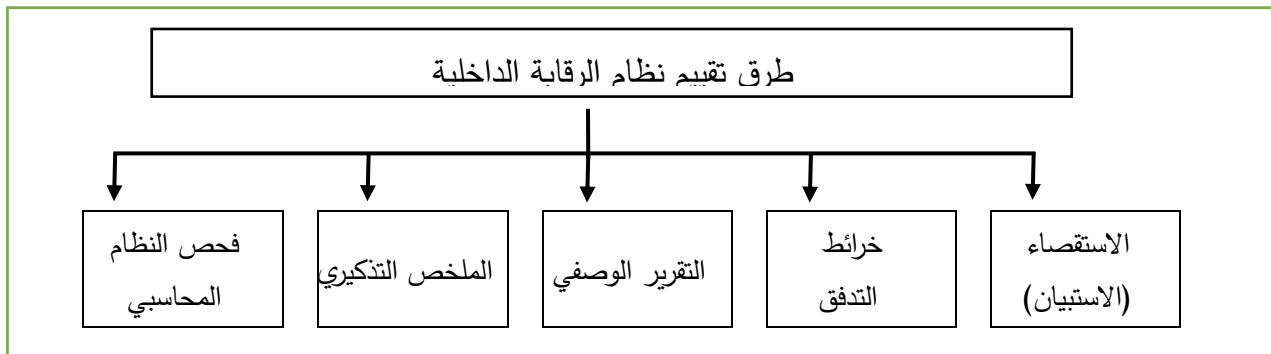 طرق تقييم نظام الرقابة الداخلية
الاستقصاء
(الاستبيان)
خرائط
التدفق
التقرير الوصفي
الملخص التذكيري
فحص النظام
المحاسبي